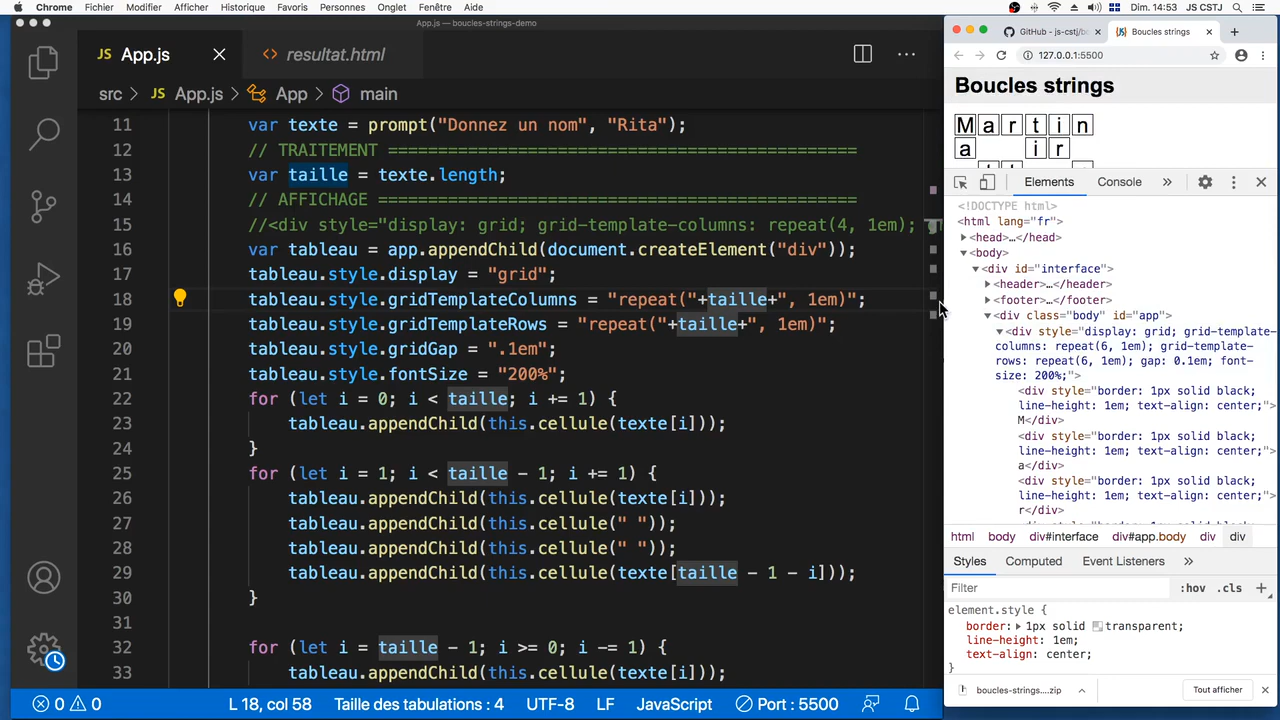 Chrome Fichier Modifier Afficher Historique Favoris Personnes Onglet Fenêtre Aide Dim. 14:53 JS CSTJ
App.js — boucles-strings-demo
JS App.js <> resultat.html
src > JS App.js > App > main
11 var texte = prompt("Donnez un nom", "Rita");
12 // TRAITEMENT ===============================================
13 var taille = texte.length;
14 // AFFICHAGE ================================================
15 //<div style="display: grid; grid-template-columns: repeat(4, 1em);
16 var tableau = app.appendChild(document.createElement("div"));
17 tableau.style.display = "grid";
18 tableau.style.gridTemplateColumns = "repeat("+taille+", 1em)";
19 tableau.style.gridTemplateRows = "repeat("+taille+", 1em)";
20 tableau.style.gridGap = ".1em";
21 tableau.style.fontSize = "200%";
22 for (let i = 0; i < taille; i += 1) {
23 tableau.appendChild(this.cellule(texte[i]));
24 }
25 for (let i = 1; i < taille - 1; i += 1) {
26 tableau.appendChild(this.cellule(texte[i]));
27 tableau.appendChild(this.cellule(" "));
28 tableau.appendChild(this.cellule(" "));
29 tableau.appendChild(this.cellule(texte[taille - 1 - i]));
30 }
31
32 for (let i = taille - 1; i >= 0; i -= 1) {
33 tableau.appendChild(this.cellule(texte[i]));
0 0 L 18, col 58 Taille des tabulations : 4 UTF-8 LF JavaScript Port : 5500
GitHub - js-cstj/b Boucles strings
127.0.0.1:5500
Boucles strings
M a r t i n
a i r
Elements Console »
<!DOCTYPE html>
<html lang="fr">
<head>…</head>
<body>
<div id="interface">
<header>…</header>
<footer>…</footer>
<div class="body" id="app">
<div style="display: grid; grid-template-
columns: repeat(6, 1em); grid-template-
rows: repeat(6, 1em); gap: 0.1em; font-
size: 200%;">
<div style="border: 1px solid black;
line-height: 1em; text-align: center;">
M</div>
<div style="border: 1px solid black;
line-height: 1em; text-align: center;">
a</div>
<div style="border: 1px solid black;
line-height: 1em; text-align: center;">
r</div>
html body div#interface div#app.body div div
Styles Computed Event Listeners »
Filter :hov .cls +
element.style {
border: 1px solid transparent;
line-height: 1em;
text-align: center;
}
boucles-strings....zip Tout afficher